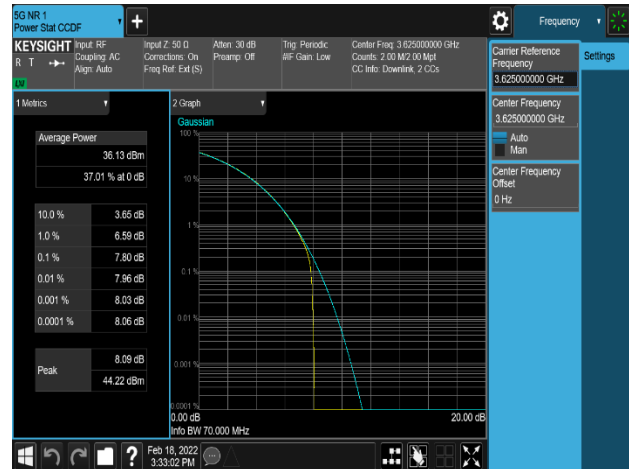 5G NR 1
Power Stat CCDF
Frequency
KEYSIGHT
R T
LXI
Input: RF
Coupling: AC
Align: Auto
Input Z: 50 Ω
Corrections: On
Freq Ref: Ext (S)
Atten: 30 dB
Preamp: Off
Trig: Periodic
#IF Gain: Low
Center Freq: 3.625000000 GHz
Counts: 2.00 M/2.00 Mpt
CC Info: Downlink, 2 CCs
Carrier Reference
Frequency
3.625000000 GHz
Settings
Center Frequency
3.625000000 GHz
Auto
Man
Center Frequency
Offset
0 Hz
1 Metrics
Average Power
36.13 dBm
37.01 % at 0 dB
10.0 % 3.65 dB
1.0 % 6.59 dB
0.1 % 7.80 dB
0.01 % 7.96 dB
0.001 % 8.03 dB
0.0001 % 8.06 dB
Peak
8.09 dB
44.22 dBm
2 Graph
Gaussian
100 %
10 %
1 %
0.1 %
0.01 %
0.001 %
0.0001 %
0.00 dB
20.00 dB
Info BW 70.000 MHz
?
Feb 18, 2022
3:33:02 PM